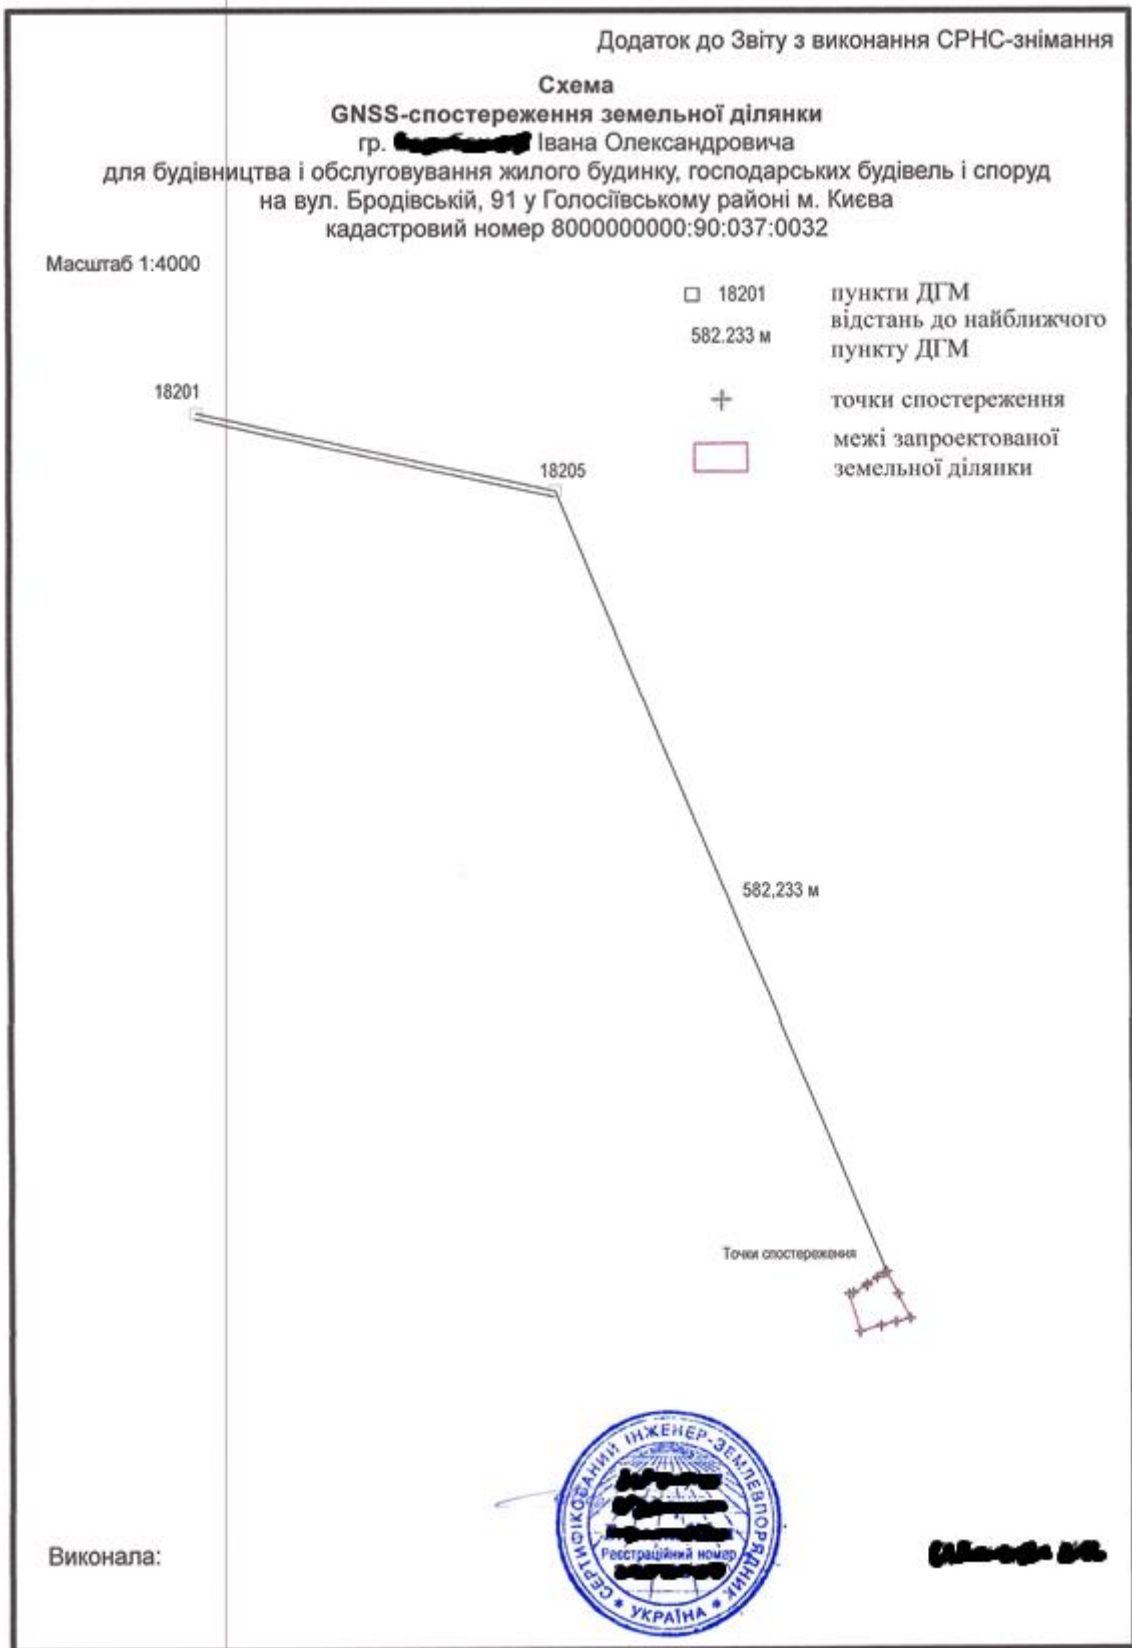 Додаток до Звіту з виконання СРНС-знімання
Схема
GNSS-спостереження земельної ділянки
гр. Івана Олександровича
для будівництва і обслуговування жилого будинку, господарських будівель і споруд
на вул. Бродівській, 91 у Голосіївському районі м. Києва
кадастровий номер 8000000000:90:037:0032
Масштаб 1:4000
18201 пункти ДГМ
582.233 м відстань до найближчого
пункту ДГМ
точки спостереження
межі запроектованої
земельної ділянки
18201
18205
582,233 м
Точки спостереження
СЕРТИФІКОВАНИЙ ІНЖЕНЕР-ЗЕМЛЕВПОРЯДНИК
Реєстраційний номер
* УКРАЇНА *
Виконала: